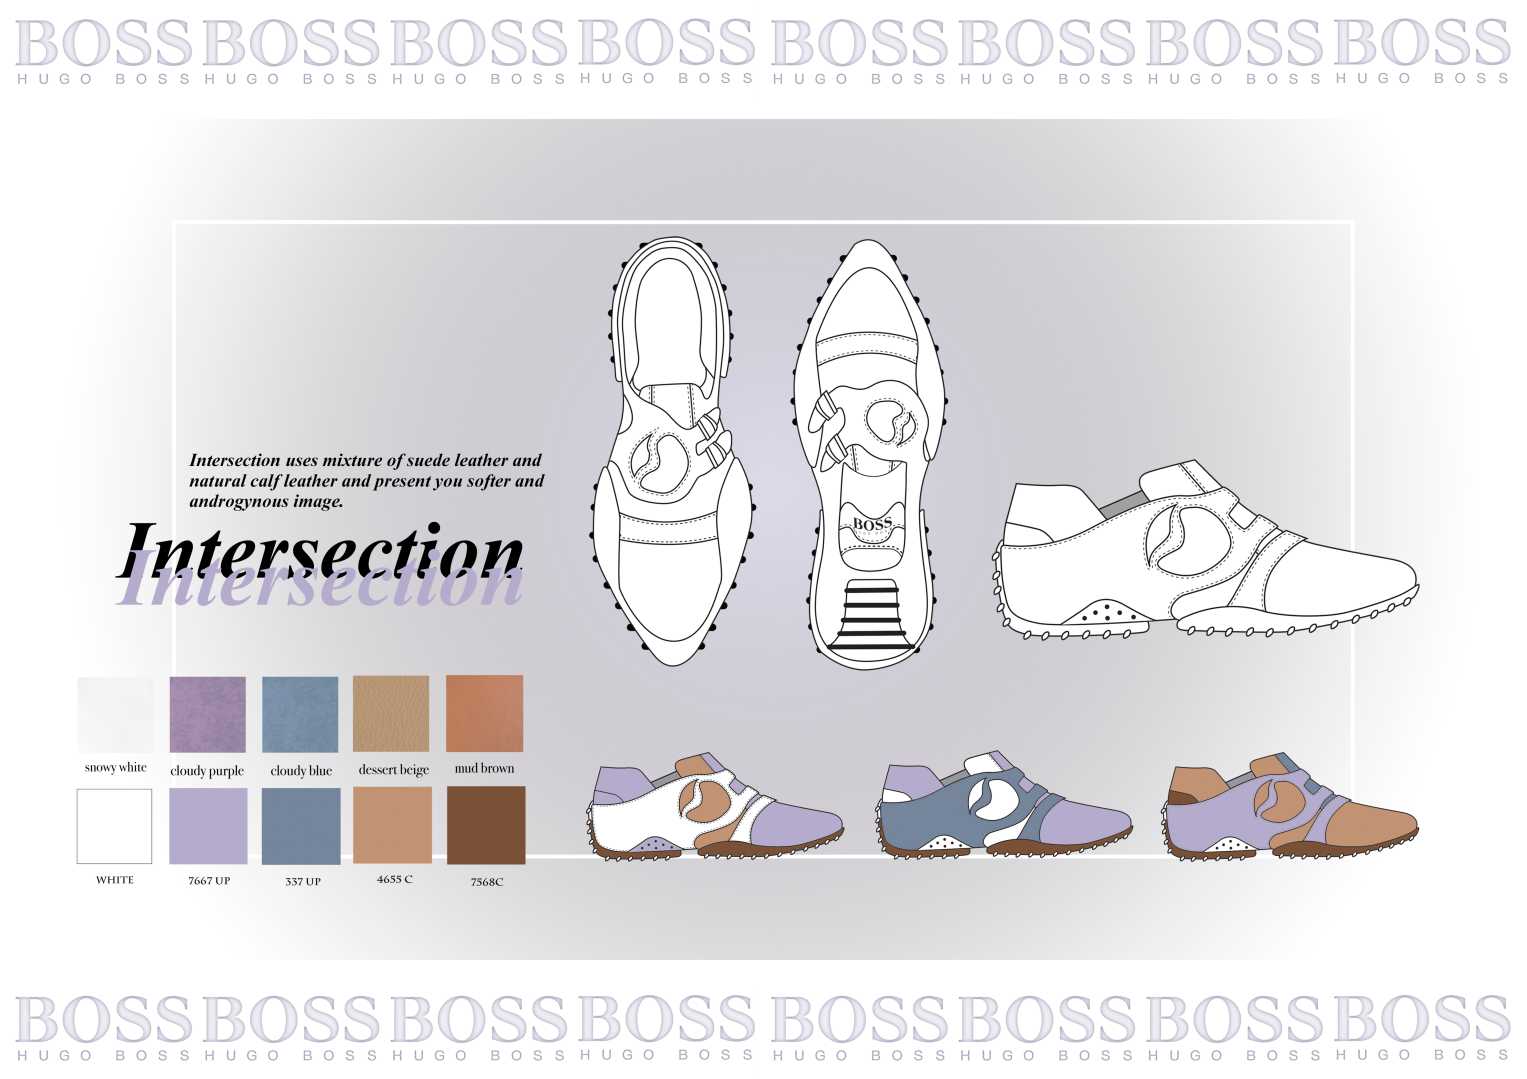 BOSS BOSS BOSS BOSS BOSS BOSS BOSS BOSS
HUGO BOSS HUGO BOSS HUGO BOSS HUGO BOSS HUGO BOSS HUGO BOSS HUGO BOSS HUGO BOSS
Intersection uses mixture of suede leather and
natural calf leather and present you softer and
androgynous image.
Intersection
Intersection
BOSS
snowy white cloudy purple cloudy blue dessert beige mud brown
WHITE 7667 UP 337 UP 4655 C 7568C
BOSS BOSS BOSS BOSS BOSS BOSS BOSS BOSS
HUGO BOSS HUGO BOSS HUGO BOSS HUGO BOSS HUGO BOSS HUGO BOSS HUGO BOSS HUGO BOSS